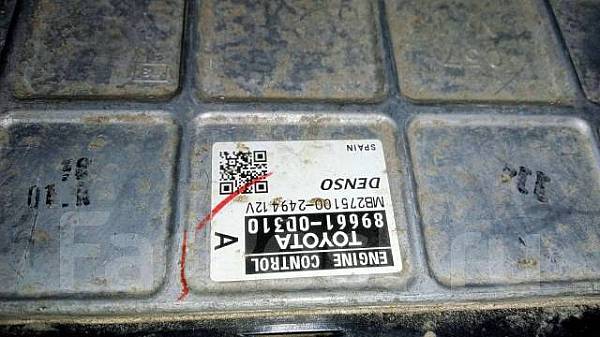 ENGINE CONTROL
TOYOTA
89661-0D310
A
MB275100-2494 12V
DENSO
SPAIN